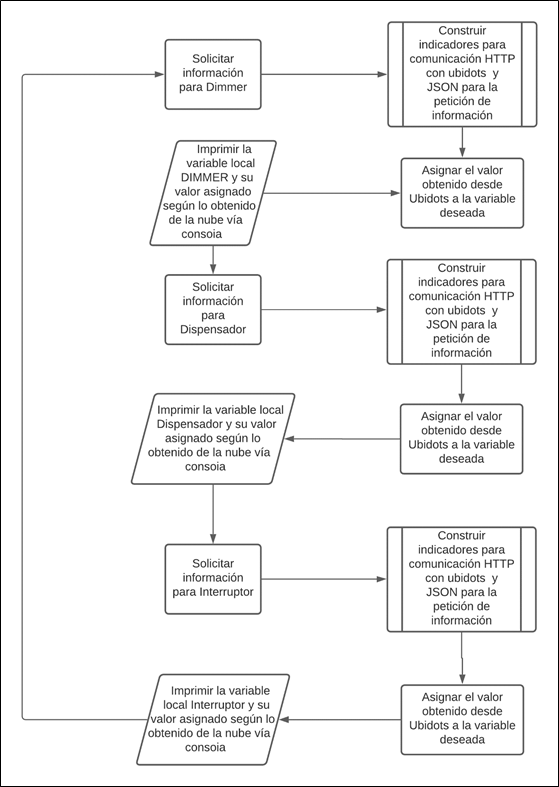 Solicitar
información
para Dimmer
Construir
indicadores para
comunicación HTTP
con ubidots y
JSON para la
petición de
información
Asignar el valor
obtenido desde
Ubidots a la variable
deseada
Imprimir la
variable local
DIMMER y su
valor asignado
según lo obtenido
de la nube vía
consoia
Solicitar
información
para
Dispensador
Construir
indicadores para
comunicación HTTP
con ubidots y
JSON para la
petición de
información
Asignar el valor
obtenido desde
Ubidots a la variable
deseada
Imprimir la variable local
Dispensador y su valor
asignado según lo
obtenido de la nube vía
consoia
Solicitar
información
para Interruptor
Construir
indicadores para
comunicación HTTP
con ubidots y
JSON para la
petición de
información
Asignar el valor
obtenido desde
Ubidots a la variable
deseada
Imprimir la variable
local Interruptor y su
valor asignado según lo
obtenido de la nube vía
consoia